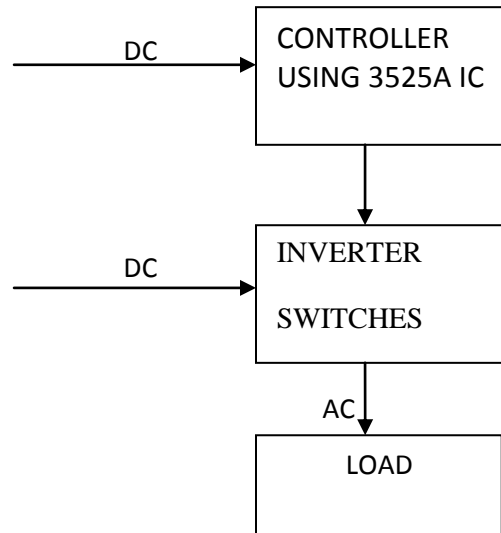 DC
CONTROLLER
USING 3525A IC
DC
INVERTER
SWITCHES
AC
LOAD